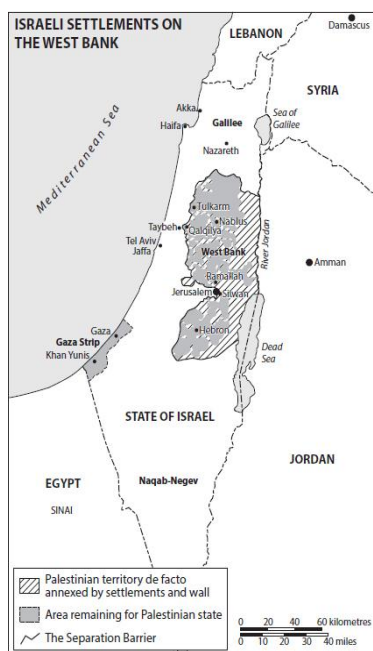 ISRAELI SETTLEMENTS ON
THE WEST BANK
Damascus
LEBANON
SYRIA
Mediterranean Sea
Akka
Haifa
Galilee
Sea of
Galilee
Nazareth
Tulkarm
Nablus
Taybeh
Qalqilya
Tel Aviv
Jaffa
West Bank
River Jordan
Ramallah
Amman
Jerusalem
Silwan
Gaza
Gaza Strip
Khan Yunis
Hebron
Dead
Sea
STATE OF ISRAEL
JORDAN
EGYPT
SINAI
Naqab-Negev
Palestinian territory de facto
annexed by settlements and wall
Area remaining for Palestinian state
The Separation Barrier
0 20 40 60 kilometres
0 10 20 30 40 miles